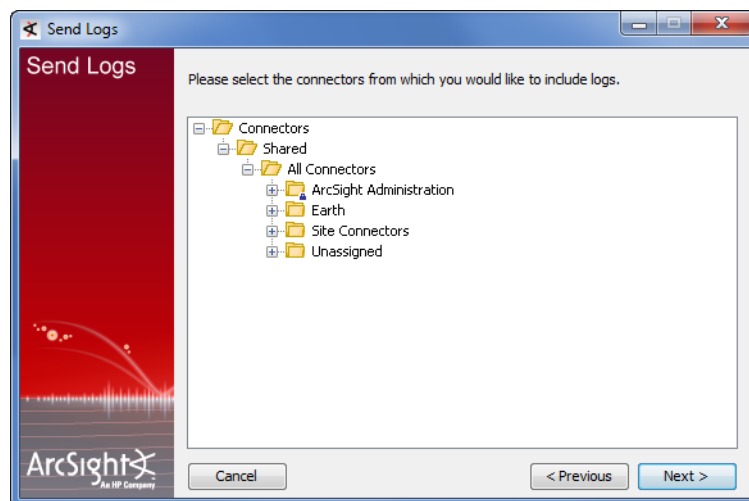 Send Logs
Send Logs
Please select the connectors from which you would like to include logs.
Connectors
Shared
All Connectors
ArcSight Administration
Earth
Site Connectors
Unassigned
ArcSight
An HP Company
Cancel
< Previous
Next >